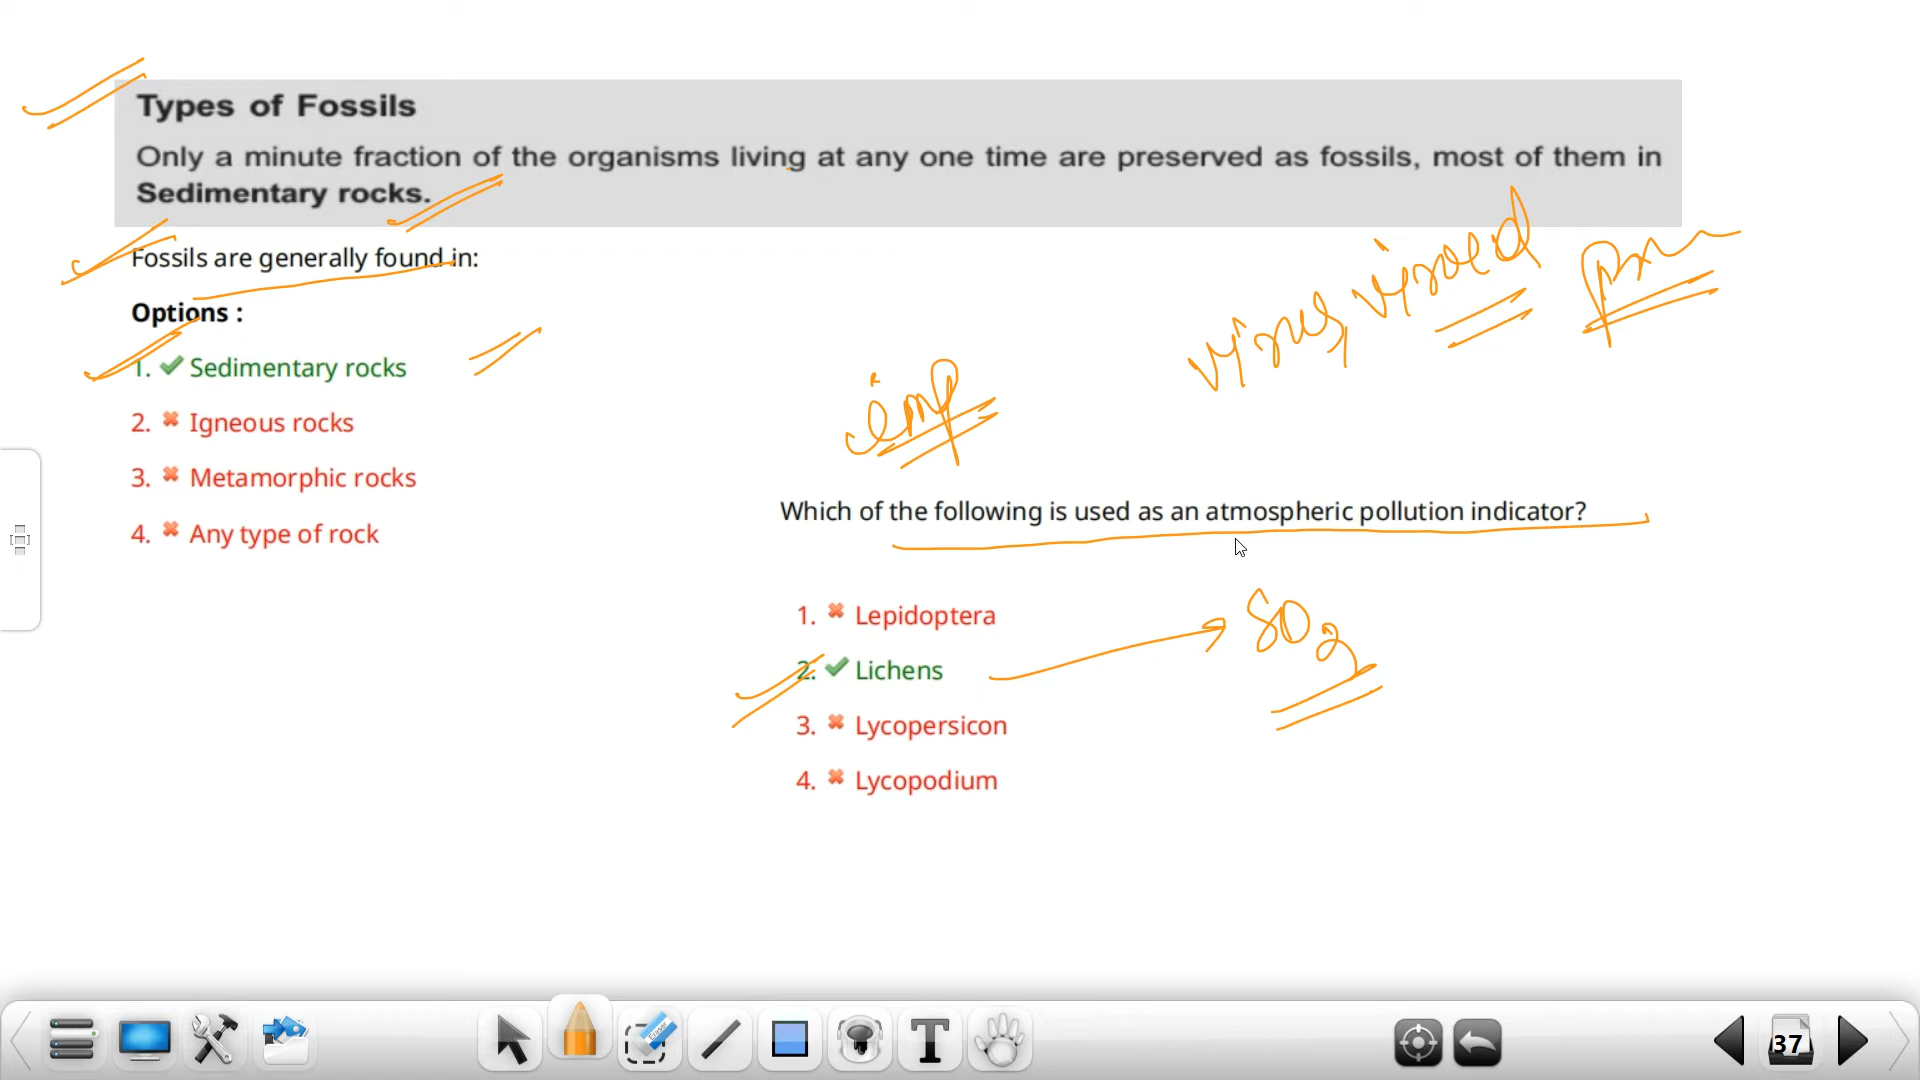 Types of Fossils
Only a minute fraction of the organisms living at any one time are preserved as fossils, most of them in
Sedimentary rocks.
Fossils are generally found in:
Options :
1. Sedimentary rocks
2. Igneous rocks
3. Metamorphic rocks
4. Any type of rock
virus, viroid
imp
Which of the following is used as an atmospheric pollution indicator?
1. Lepidoptera
2. Lichens
SO2
3. Lycopersicon
4. Lycopodium
Eraser
T
37